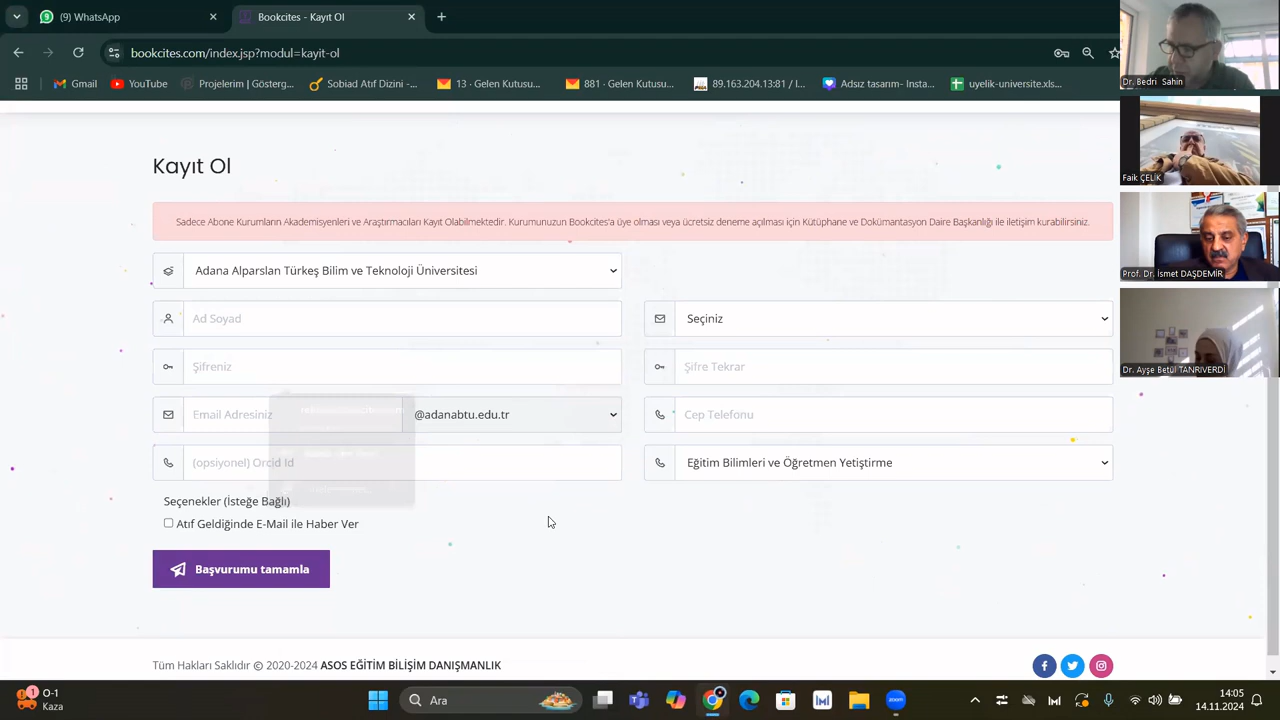 (9) WhatsApp
Bookcites - Kayıt Ol
bookcites.com/index.jsp?modul=kayit-ol
Gmail
YouTube
Projelerim | Gösterg...
Sobiad Atıf Dizini -...
13 - Gelen Kutusu...
881 - Gelen Kutusu...
89.163.204.13:81 / l...
Adsız tasarım - Infra...
uyelik-universite.xls...
Dr. Bedri Sahin
Faik ÇELİK
Prof. Dr. İsmet DAŞDEMİR
Dr. Ayşe Betül TANRIVERDİ
Kayıt Ol
Sadece Abone Kurumların Akademisyenleri ve Araştırmacıları Kayıt Olabilmektedir. Kurumunuzun Bookcites'a üye olması veya ücretsiz deneme araması için Kütüphane ve Dokümantasyon Daire Başkanlığı ile iletişim kurabilirsiniz.
Adana Alparslan Türkeş Bilim ve Teknoloji Üniversitesi
Ad Soyad
Seçiniz
Şifreniz
Şifre Tekrar
Email Adresiniz
@adanabtu.edu.tr
Cep Telefonu
(opsiyonel) Orcid Id
Eğitim Bilimleri ve Öğretmen Yetiştirme
Seçenekler (İsteğe Bağlı)
Atıf Geldiğinde E-Mail ile Haber Ver
Başvurumu tamamla
Tüm Hakları Saklıdır © 2020-2024 ASOS EĞİTİM BİLİŞİM DANIŞMANLIK
1
O-1
Kaza
Ara
zoom
14:05
14.11.2024